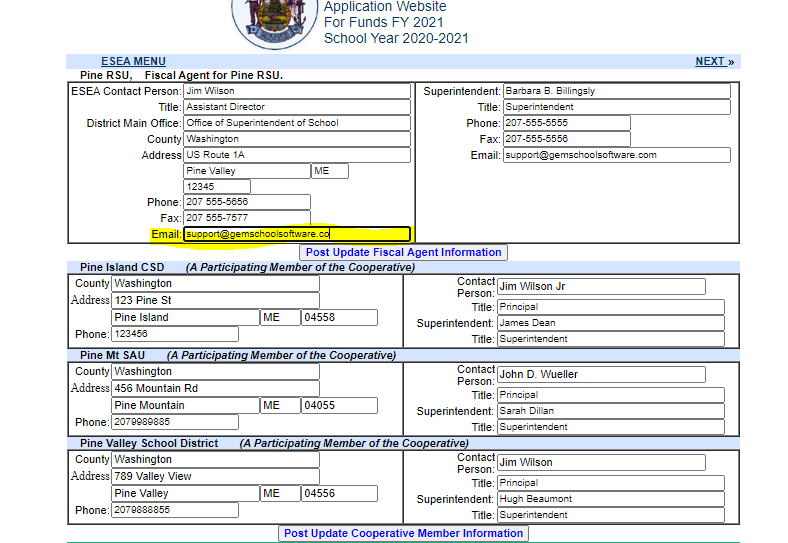 Application Website
For Funds FY 2021
School Year 2020-2021
ESEA MENU NEXT »
Pine RSU, Fiscal Agent for Pine RSU.
ESEA Contact Person: Jim Wilson
Title: Assistant Director
District Main Office: Office of Superintendent of School
County Washington
Address US Route 1A
Pine Valley ME
12345
Phone: 207 555-5656
Fax: 207 555-7577
Email: support@gemschoolsoftware.co
Superintendent: Barbara B. Billingsly
Title: Superintendent
Phone: 207-555-5555
Fax: 207-555-5556
Email: support@gemschoolsoftware.com
Post Update Fiscal Agent Information
Pine Island CSD (A Participating Member of the Cooperative)
County Washington
Address 123 Pine St
Pine Island ME 04558
Phone: 123456
Contact
Person: Jim Wilson Jr
Title: Principal
Superintendent: James Dean
Title: Superintendent
Pine Mt SAU (A Participating Member of the Cooperative)
County Washington
Address 456 Mountain Rd
Pine Mountain ME 04055
Phone: 2079989885
Contact
Person: John D. Wueller
Title: Principal
Superintendent: Sarah Dillan
Title: Superintendent
Pine Valley School District (A Participating Member of the Cooperative)
County Washington
Address 789 Valley View
Pine Valley ME 04556
Phone: 2079888855
Contact
Person: Jim Wilson
Title: Principal
Superintendent: Hugh Beaumont
Title: Superintendent
Post Update Cooperative Member Information